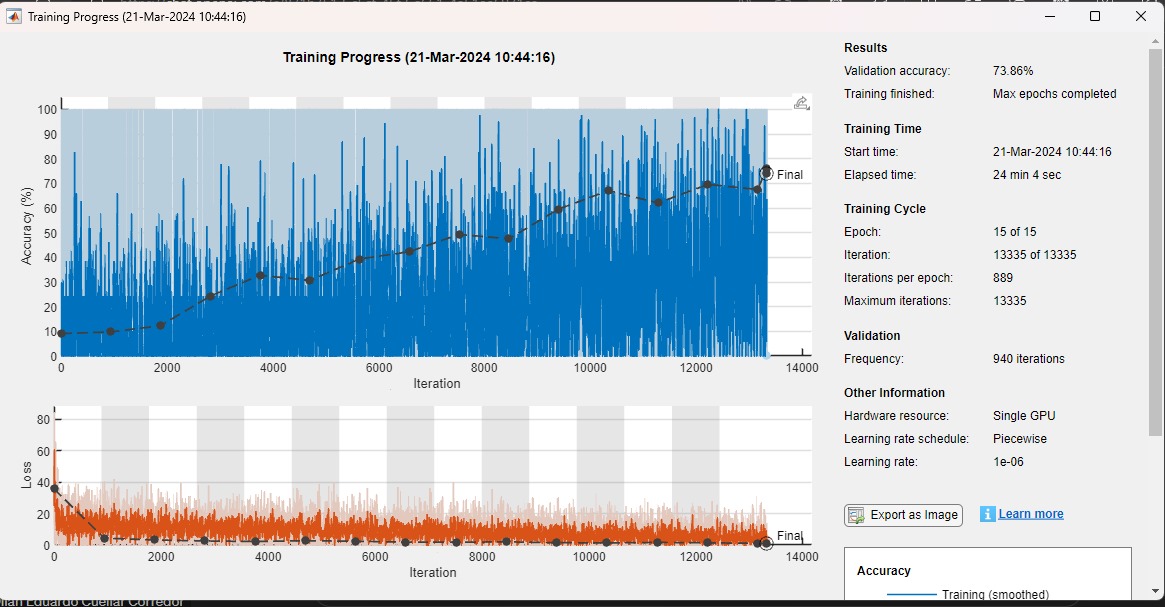 Training Progress (21-Mar-2024 10:44:16)
Training Progress (21-Mar-2024 10:44:16)
100
90
80
70
60
50
40
30
20
10
0
Accuracy (%)
Final
0 2000 4000 6000 8000 10000 12000 14000
Iteration
80
60
40
20
0
Loss
Final
0 2000 4000 6000 8000 10000 12000 14000
Iteration
Results
Validation accuracy: 73.86%
Training finished: Max epochs completed
Training Time
Start time: 21-Mar-2024 10:44:16
Elapsed time: 24 min 4 sec
Training Cycle
Epoch: 15 of 15
Iteration: 13335 of 13335
Iterations per epoch: 889
Maximum iterations: 13335
Validation
Frequency: 940 iterations
Other Information
Hardware resource: Single GPU
Learning rate schedule: Piecewise
Learning rate: 1e-06
Export as Image
Learn more
Accuracy
Training (smoothed)
Eduardo Cuellar Corredor